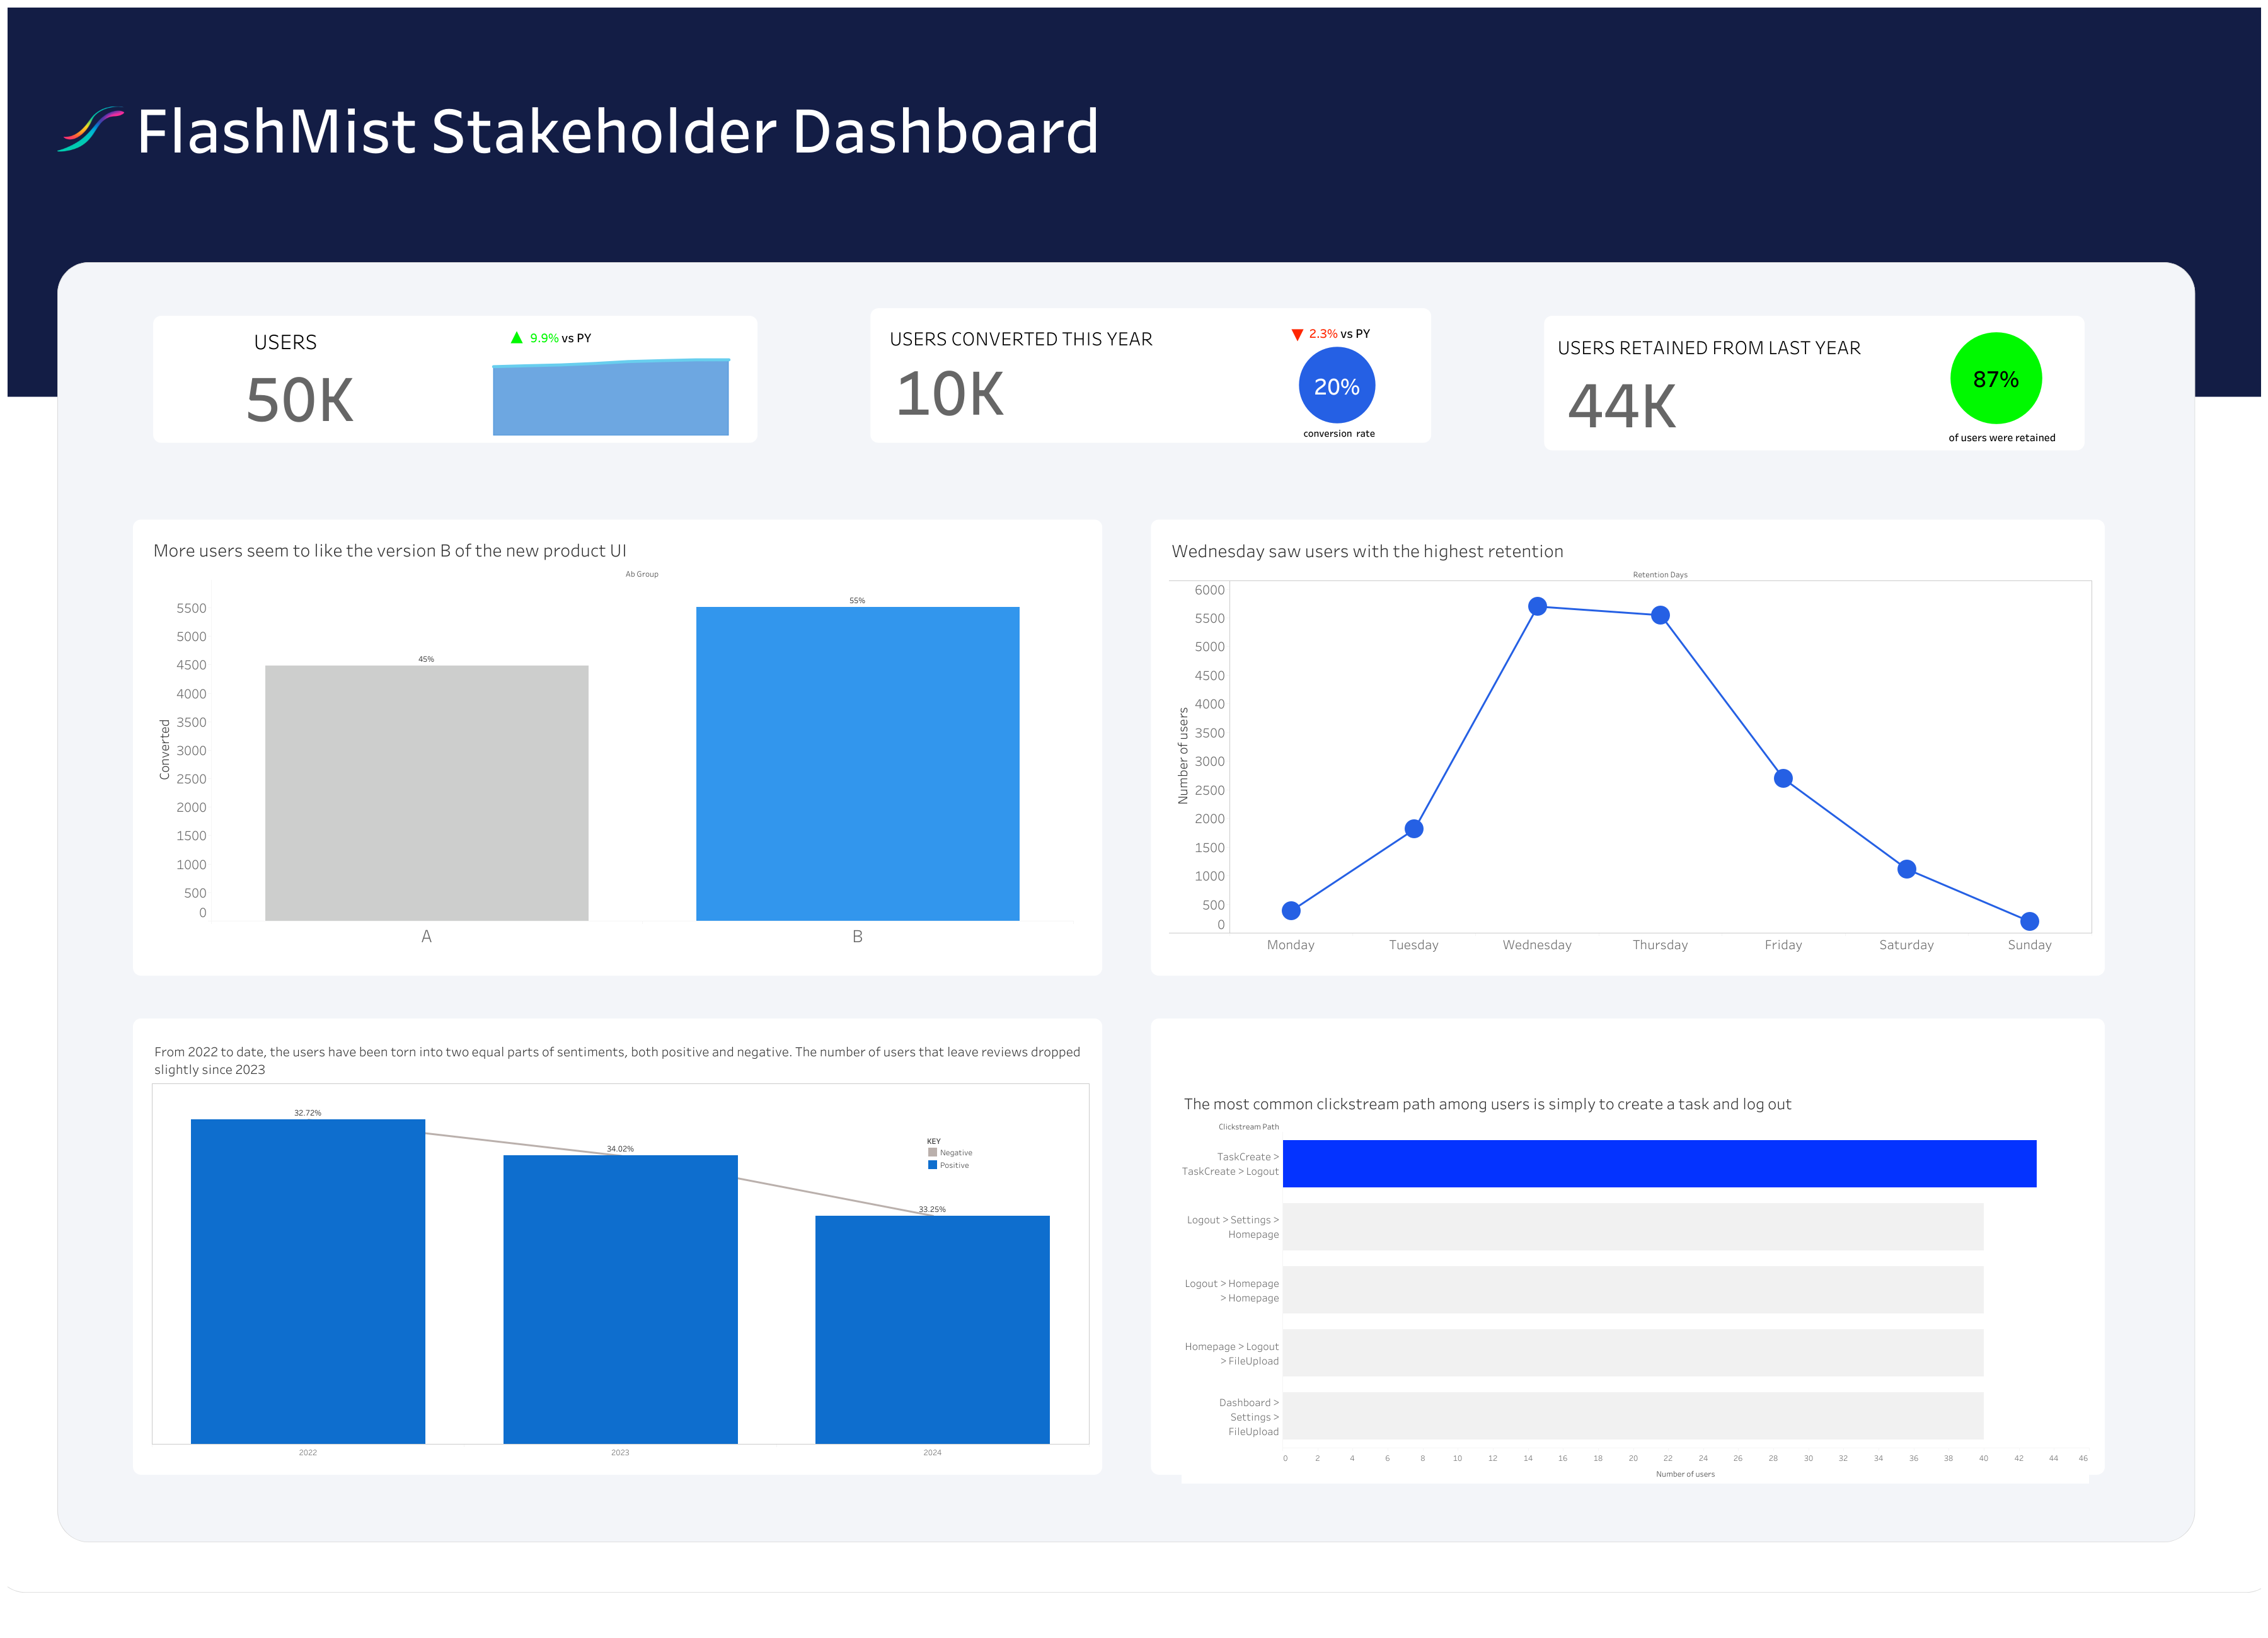 FlashMist Stakeholder Dashboard
USERS
50K
▲ 9.9% vs PY
USERS CONVERTED THIS YEAR
10K
▼ 2.3% vs PY
20%
conversion rate
USERS RETAINED FROM LAST YEAR
44K
87%
of users were retained
More users seem to like the version B of the new product UI
Ab Group
Converted
5500
5000
4500
4000
3500
3000
2500
2000
1500
1000
500
0
45%
55%
A
B
Wednesday saw users with the highest retention
Retention Days
Number of users
6000
5500
5000
4500
4000
3500
3000
2500
2000
1500
1000
500
0
Monday Tuesday Wednesday Thursday Friday Saturday Sunday
From 2022 to date, the users have been torn into two equal parts of sentiments, both positive and negative. The number of users that leave reviews dropped
slightly since 2023
32.72%
34.02%
33.25%
KEY
Negative
Positive
2022 2023 2024
The most common clickstream path among users is simply to create a task and log out
Clickstream Path
TaskCreate >
TaskCreate > Logout
Logout > Settings >
Homepage
Logout > Homepage
> Homepage
Homepage > Logout
> FileUpload
Dashboard >
Settings >
FileUpload
0 2 4 6 8 10 12 14 16 18 20 22 24 26 28 30 32 34 36 38 40 42 44 46
Number of users